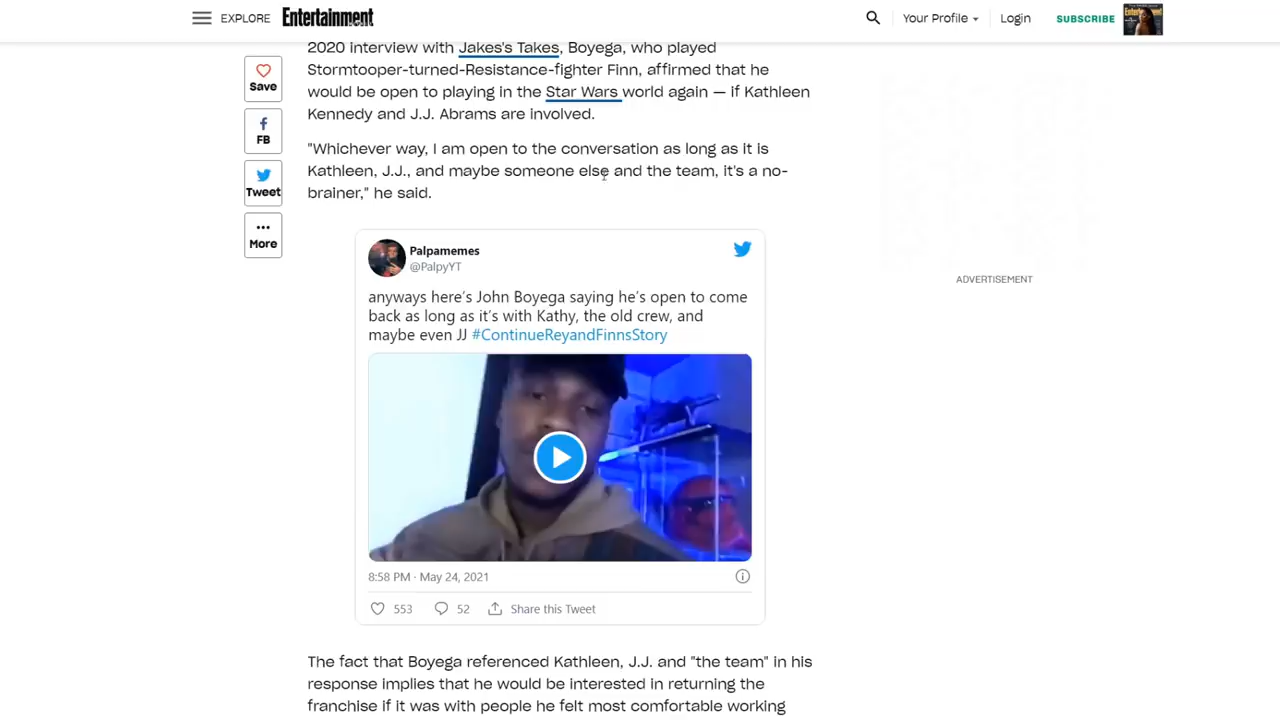 EXPLORE
Entertainment
Your Profile
Login
SUBSCRIBE
2020 interview with Jakes's Takes, Boyega, who played
Stormtooper-turned-Resistance-fighter Finn, affirmed that he
would be open to playing in the Star Wars world again — if Kathleen
Kennedy and J.J. Abrams are involved.
Save
FB
Tweet
More
"Whichever way, I am open to the conversation as long as it is
Kathleen, J.J., and maybe someone else and the team, it's a no-
brainer," he said.
Palpamemes
@PalpyYT
anyways here's John Boyega saying he's open to come
back as long as it's with Kathy, the old crew, and
maybe even JJ #ContinueReyandFinnsStory
8:58 PM · May 24, 2021
553
52
Share this Tweet
ADVERTISEMENT
The fact that Boyega referenced Kathleen, J.J. and "the team" in his
response implies that he would be interested in returning the
franchise if it was with people he felt most comfortable working